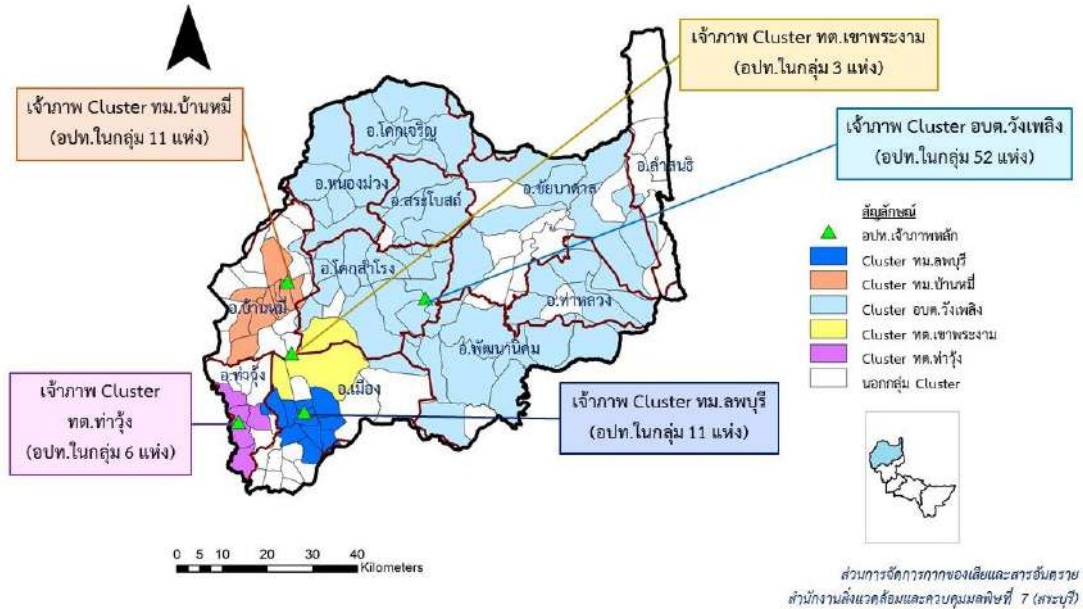 เจ้าภาพ Cluster ทต.เขาพระงาม
(อปท.ในกลุ่ม 3 แห่ง)
เจ้าภาพ Cluster ทม.บ้านหมี่
(อปท.ในกลุ่ม 11 แห่ง)
เจ้าภาพ Cluster อบต.วังเพลิง
(อปท.ในกลุ่ม 52 แห่ง)
อ.โคกเจริญ
อ.ลำสนธิ
อ.หนองม่วง
อ.ชัยบาดาล
อ.สระโบสถ์
อ.โคกสำโรง
อ.ท่าหลวง
อ.บ้านหมี่
อ.พัฒนานิคม
อ.ท่าวุ้ง
อ.เมือง
สัญลักษณ์
อปท.เจ้าภาพหลัก
Cluster ทม.ลพบุรี
Cluster ทม.บ้านหมี่
Cluster อบต.วังเพลิง
Cluster ทต.เขาพระงาม
Cluster ทต.ท่าวุ้ง
นอกกลุ่ม Cluster
เจ้าภาพ Cluster
ทต.ท่าวุ้ง
(อปท.ในกลุ่ม 6 แห่ง)
เจ้าภาพ Cluster ทม.ลพบุรี
(อปท.ในกลุ่ม 11 แห่ง)
0 5 10 20 30 40
Kilometers
ส่วนการจัดการกากของเสียและสารอันตราย
สำนักงานสิ่งแวดล้อมและควบคุมมลพิษที่ 7 (สระบุรี)